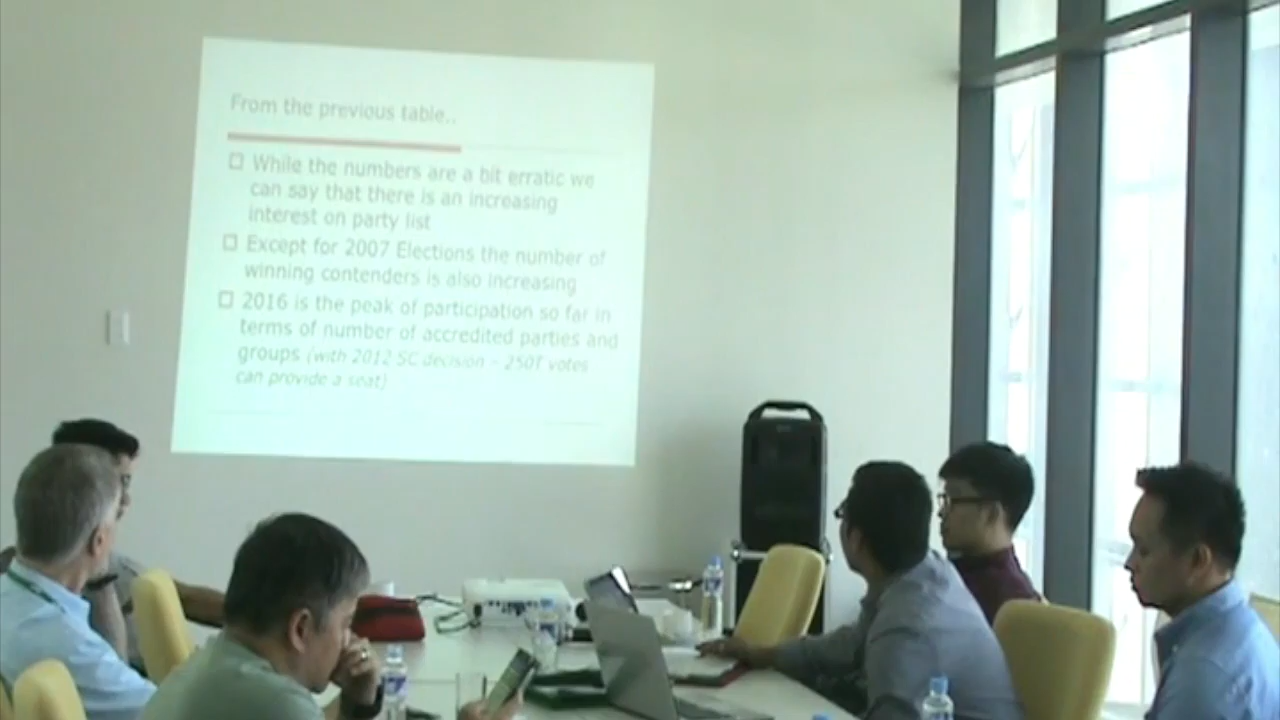 From the previous table..
While the numbers are a bit erratic we
can say that there is an increasing
interest on party list
Except for 2007 Elections the number of
winning contenders is also increasing
2016 is the peak of participation so far in
terms of number of accredited parties and
groups (with 2012 SC decision – 250T votes
can provide a seat)